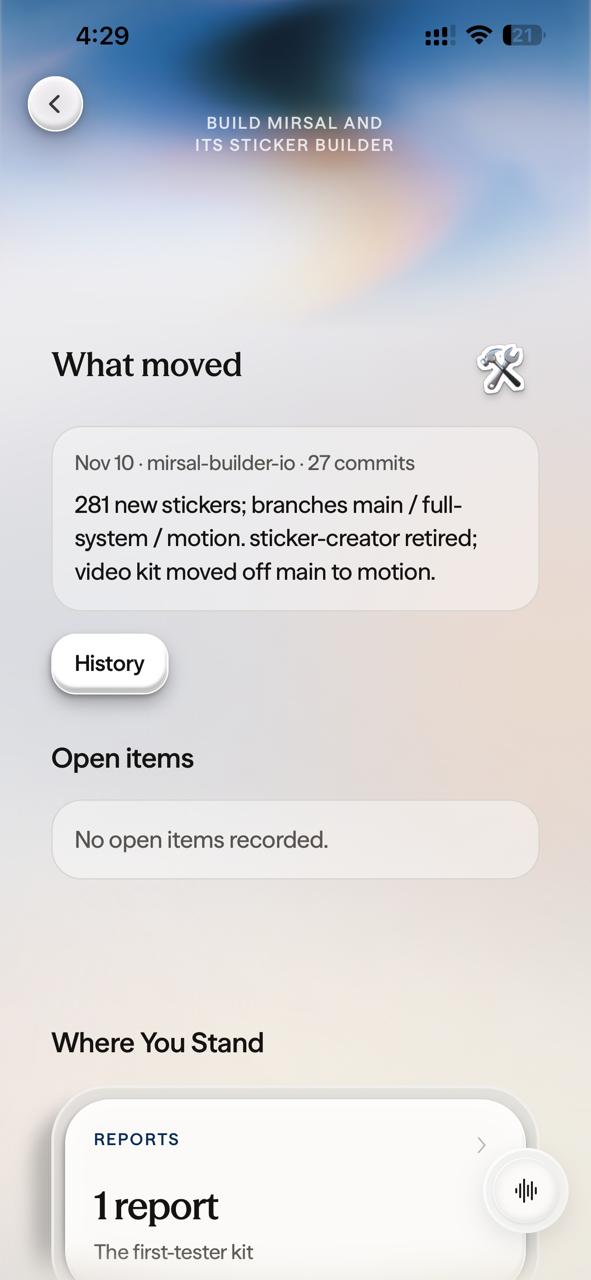 4:29
21
BUILD MIRSAL AND
ITS STICKER BUILDER
What moved
Nov 10 · mirsal-builder-io · 27 commits
281 new stickers; branches main / full-
system / motion. sticker-creator retired;
video kit moved off main to motion.
History
Open items
No open items recorded.
Where You Stand
REPORTS
1 report
The first-tester kit